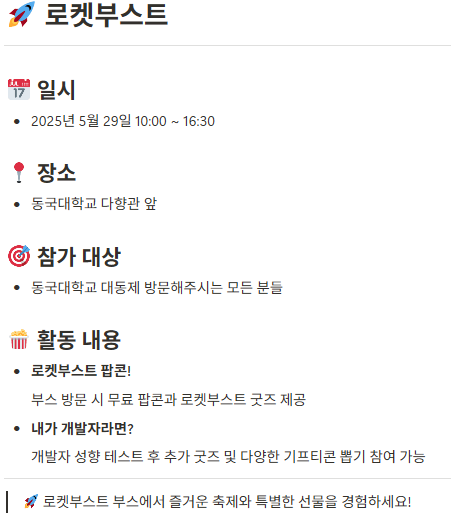 🚀 로켓부스트
📅 일시
• 2025년 5월 29일 10:00 ~ 16:30
📍 장소
• 동국대학교 다향관 앞
🎯 참가 대상
• 동국대학교 대동제 방문해주시는 모든 분들
🍿 활동 내용
• 로켓부스트 팝콘!
부스 방문 시 무료 팝콘과 로켓부스트 굿즈 제공
• 내가 개발자라면?
개발자 성향 테스트 후 추가 굿즈 및 다양한 기프티콘 뽑기 참여 가능
🚀 로켓부스트 부스에서 즐거운 축제와 특별한 선물을 경험하세요!